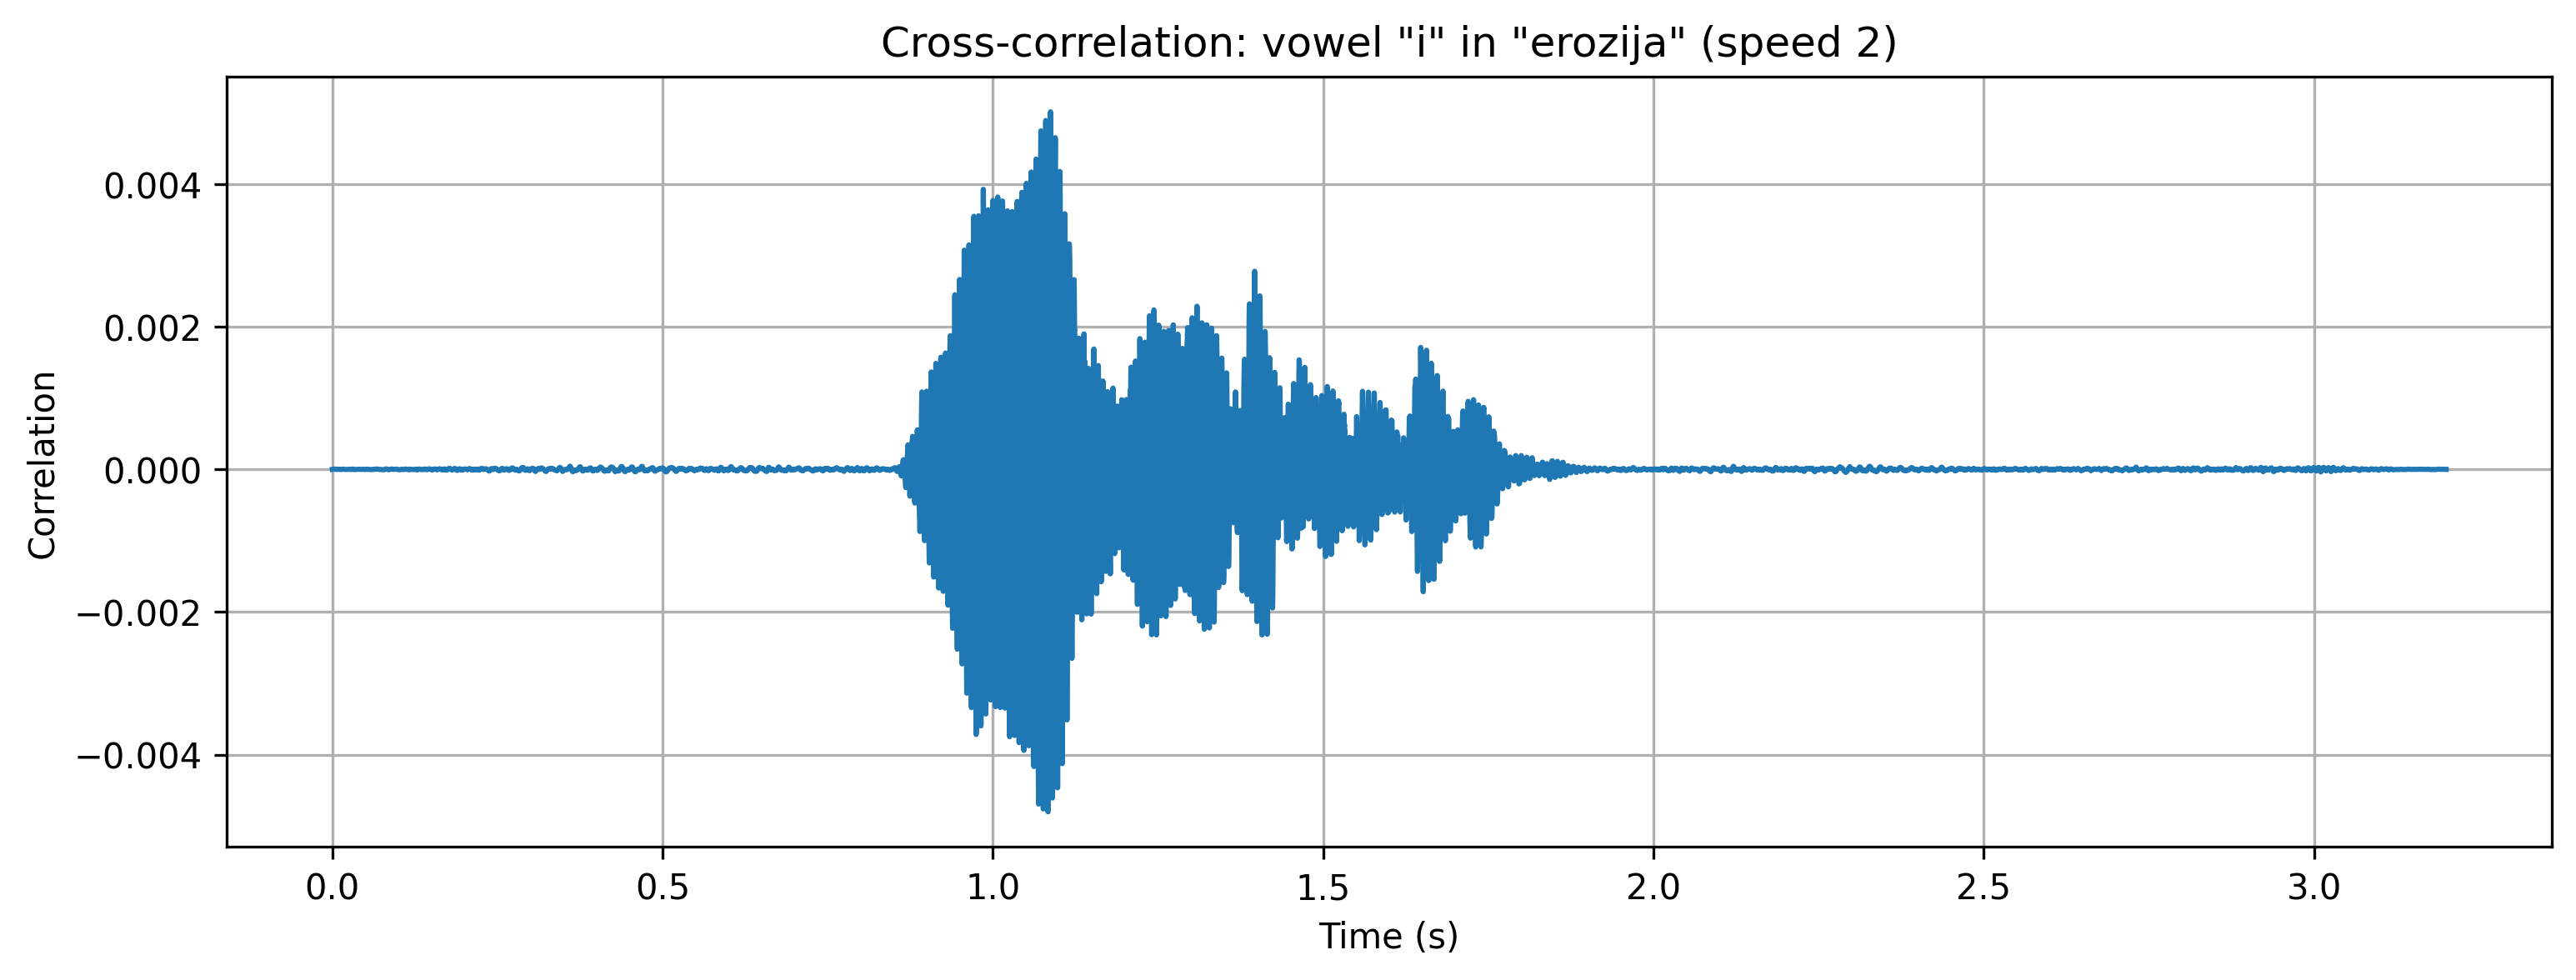 Cross-correlation: vowel "i" in "erozija" (speed 2)
Correlation
0.004
0.002
0.000
−0.002
−0.004
0.0 0.5 1.0 1.5 2.0 2.5 3.0
Time (s)